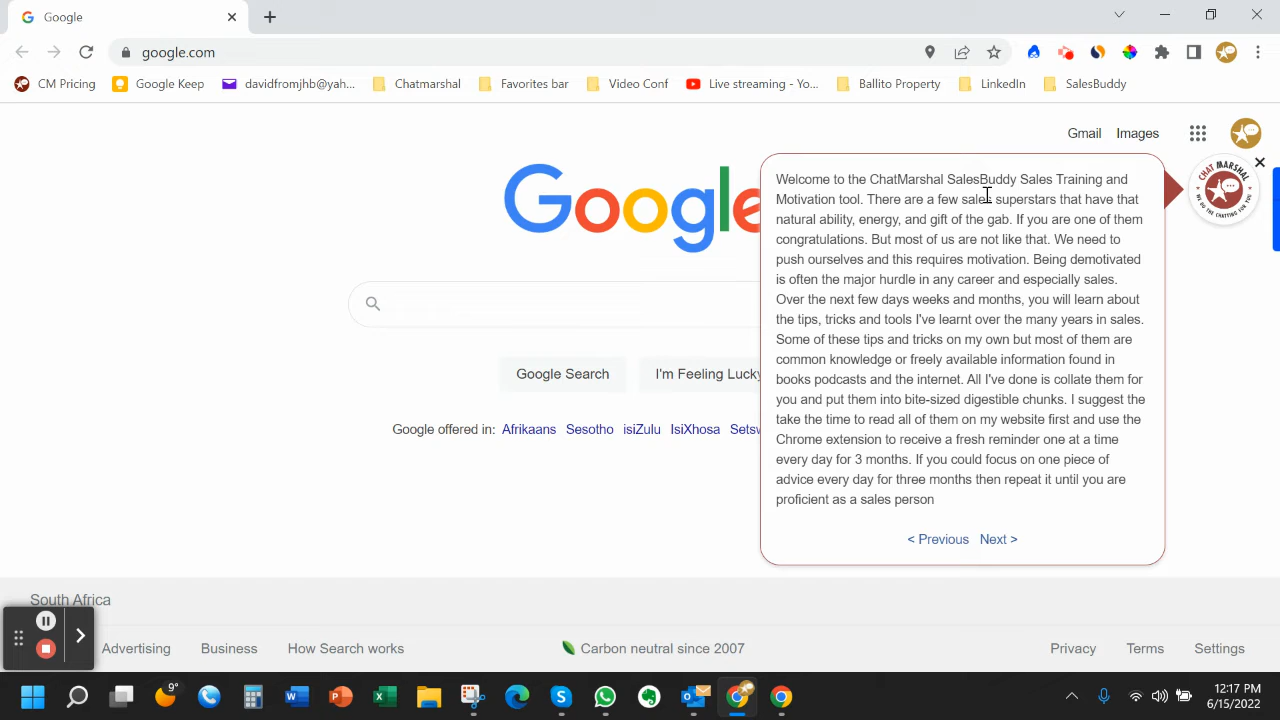 Google
google.com
CM Pricing
Google Keep
davidfromjhb@yah...
Chatmarshal
Favorites bar
Video Conf
Live streaming - Yo...
Ballito Property
LinkedIn
SalesBuddy
Gmail
Images
Google
CHAT MARSHAL
WE DO THE CHATTING FOR YOU
Welcome to the ChatMarshal SalesBuddy Sales Training and
Motivation tool. There are a few sales superstars that have that
natural ability, energy, and gift of the gab. If you are one of them
congratulations. But most of us are not like that. We need to
push ourselves and this requires motivation. Being demotivated
is often the major hurdle in any career and especially sales.
Over the next few days weeks and months, you will learn about
the tips, tricks and tools I've learnt over the many years in sales.
Some of these tips and tricks on my own but most of them are
common knowledge or freely available information found in
books podcasts and the internet. All I've done is collate them for
you and put them into bite-sized digestible chunks. I suggest the
take the time to read all of them on my website first and use the
Chrome extension to receive a fresh reminder one at a time
every day for 3 months. If you could focus on one piece of
advice every day for three months then repeat it until you are
proficient as a sales person
< Previous Next >
Google Search
I'm Feeling Lucky
Google offered in: Afrikaans Sesotho isiZulu IsiXhosa Setsw
South Africa
Advertising
Business
How Search works
Carbon neutral since 2007
Privacy
Terms
Settings
9°
12:17 PM
6/15/2022